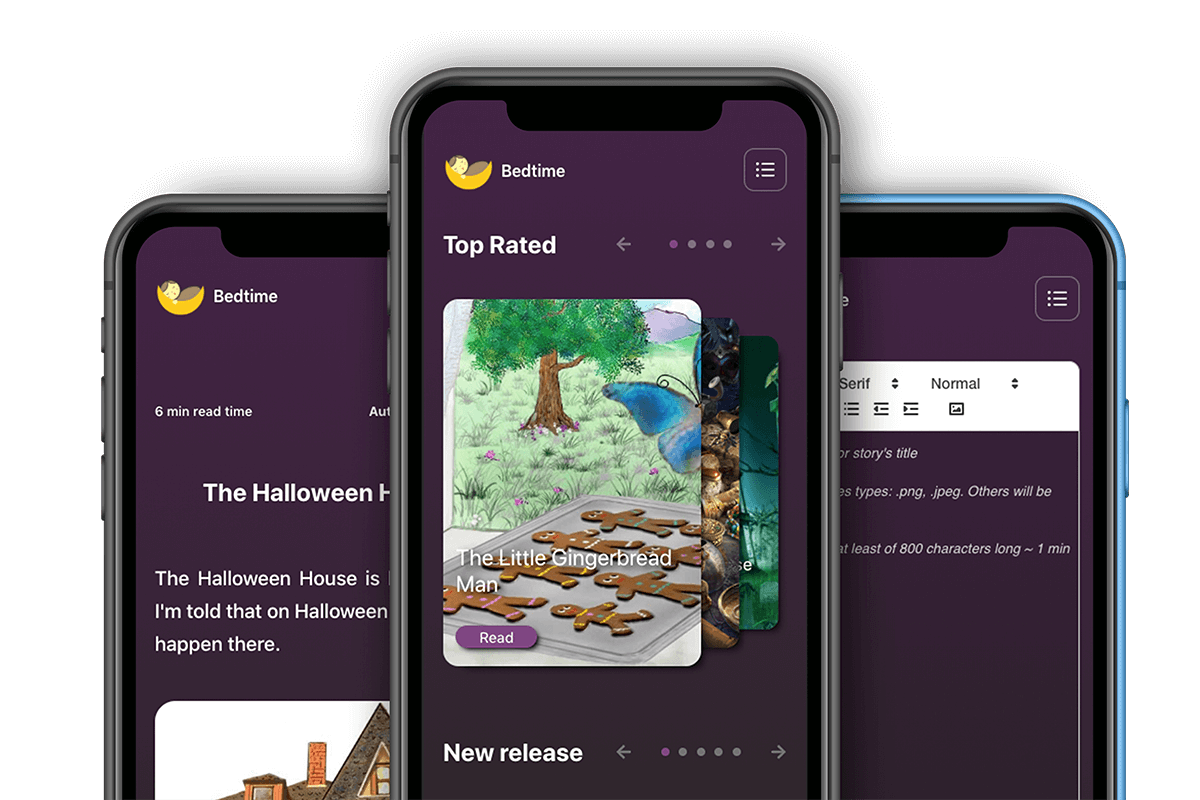 Bedtime
6 min read time
The Halloween
The Halloween House is
I'm told that on Halloween
happen there.
Bedtime
Top Rated
The Little Gingerbread
Man
Read
New release
Serif
Normal
or story's title
es types: .png, .jpeg. Others will be
at least of 800 characters long ~ 1 min